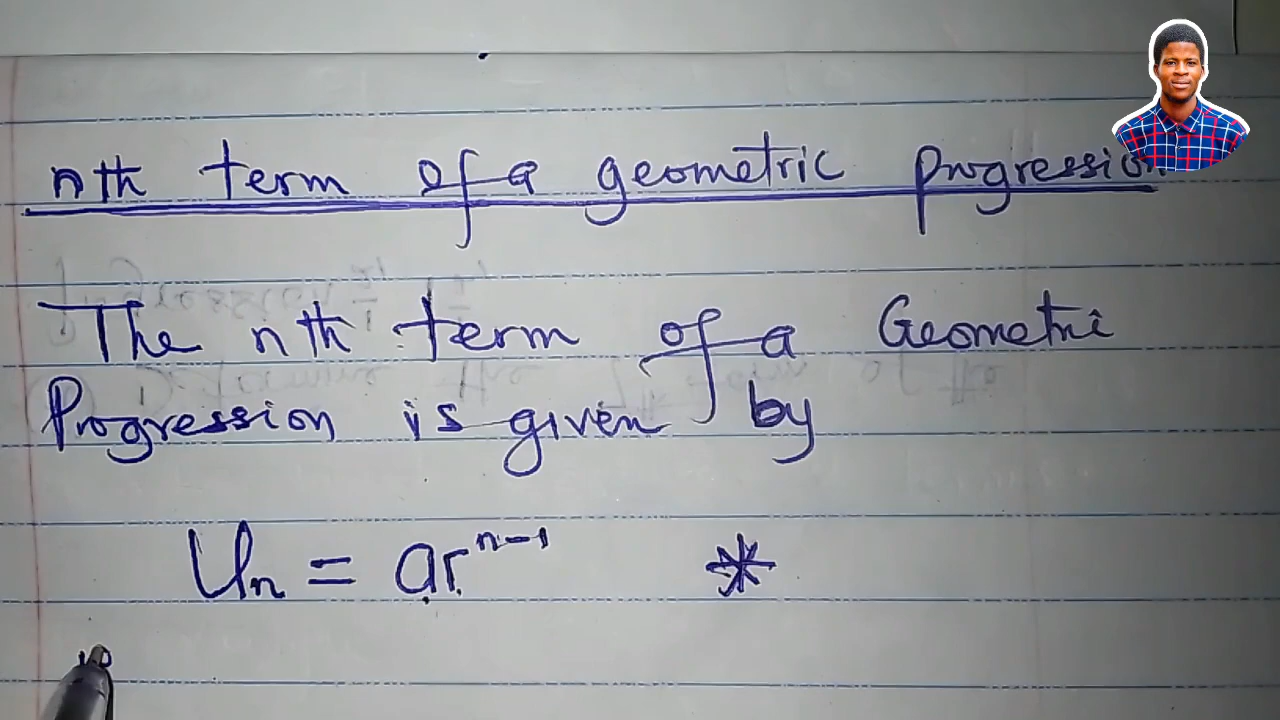 nth term of a geometric progression
The nth term of a Geometric
Progression is given by
Un = ar^n-1 *